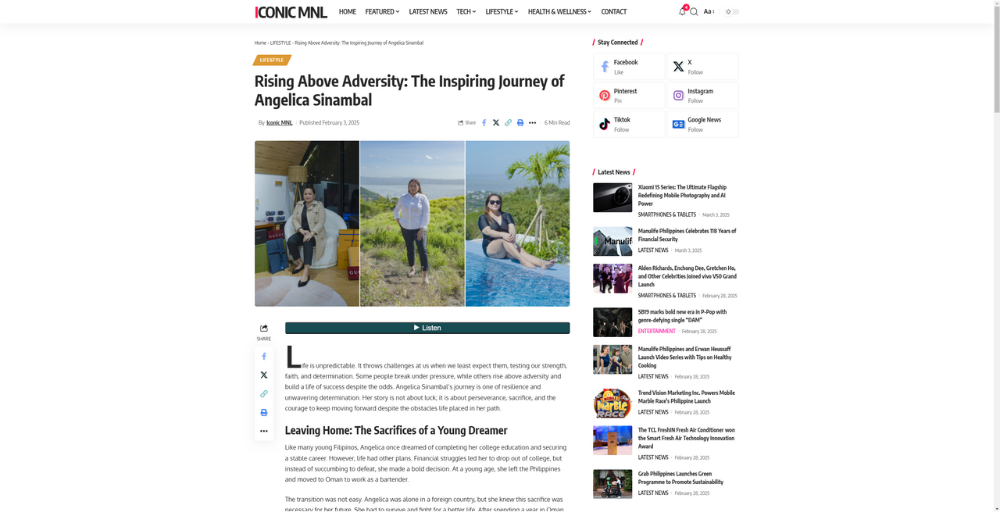 ICONIC MNL
HOME FEATURED LATEST NEWS TECH LIFESTYLE HEALTH & WELLNESS CONTACT
Aa
Home - LIFESTYLE - Rising Above Adversity: The Inspiring Journey of Angelica Sinambal
LIFESTYLE
Rising Above Adversity: The Inspiring Journey of
Angelica Sinambal
By Iconic MNL Published February 3, 2025
Share
6 Min Read
Listen
SHARE
Life is unpredictable. It throws challenges at us when we least expect them, testing our strength,
faith, and determination. Some people break under pressure, while others rise above adversity and
build a life of success despite the odds. Angelica Sinambal's journey is one of resilience and
unwavering determination. Her story is not about luck; it is about perseverance, sacrifice, and the
courage to keep moving forward despite the obstacles life placed in her path.
Leaving Home: The Sacrifices of a Young Dreamer
Like many young Filipinos, Angelica once dreamed of completing her college education and securing
a stable career. However, life had other plans. Financial struggles led her to drop out of college, but
instead of succumbing to defeat, she made a bold decision. At a young age, she left the Philippines
and moved to Oman to work as a bartender.
The transition was not easy. Angelica was alone in a foreign country, but she knew this sacrifice was
necessary for her future. She had to survive and fight for a better life. After spending a year in Oman,
Stay Connected
Facebook
Like
X
Follow
Pinterest
Pin
Instagram
Follow
Tiktok
Follow
Google News
Follow
Latest News
Xiaomi 15 Series: The Ultimate Flagship
Redefining Mobile Photography and AI
Power
SMARTPHONES & TABLETS March 3, 2025
Manulife
Manulife Philippines Celebrates 118 Years of
Financial Security
LATEST NEWS March 3, 2025
Alden Richards, Enchong Dee, Gretchen Ho,
and Other Celebrities Joined vivo V50 Grand
Launch
SMARTPHONES & TABLETS February 28, 2025
SB19 marks bold new era in P-Pop with
genre-defying single "DAM"
ENTERTAINMENT February 28, 2025
Manulife Philippines and Erwan Heussaff
Launch Video Series with Tips on Healthy
Cooking
LATEST NEWS February 28, 2025
Marble
RACE
Trend Vision Marketing Inc. Powers Mobile
Marble Race's Philippine Launch
LATEST NEWS February 28, 2025
The TCL FreshIN Fresh Air Conditioner won
the Smart Fresh Air Technology Innovation
Award
LATEST NEWS February 28, 2025
Grab Philippines Launches Green
Programme to Promote Sustainability
LATEST NEWS February 28, 2025